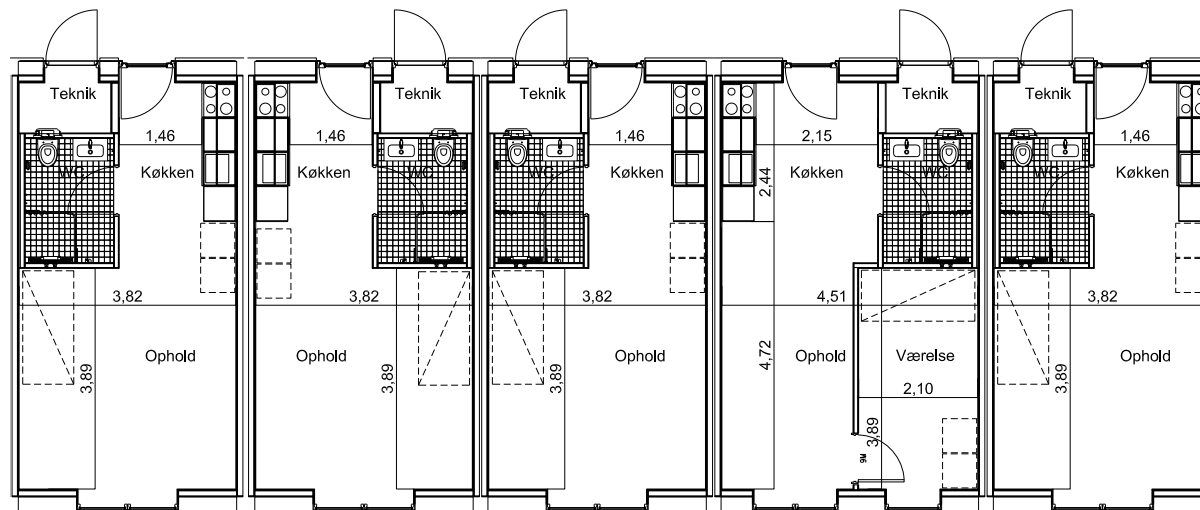 Teknik
Teknik
Teknik
Teknik
Teknik
1,46
1,46
1,46
2,15
1,46
WC
Køkken
Køkken
WC
WC
Køkken
Køkken
WC
WC
Køkken
2,44
3,82
3,82
3,82
4,51
3,82
Ophold
Ophold
Ophold
Ophold
Værelse
Ophold
3,89
3,89
4,72
3,89
2,10
3,89
M9